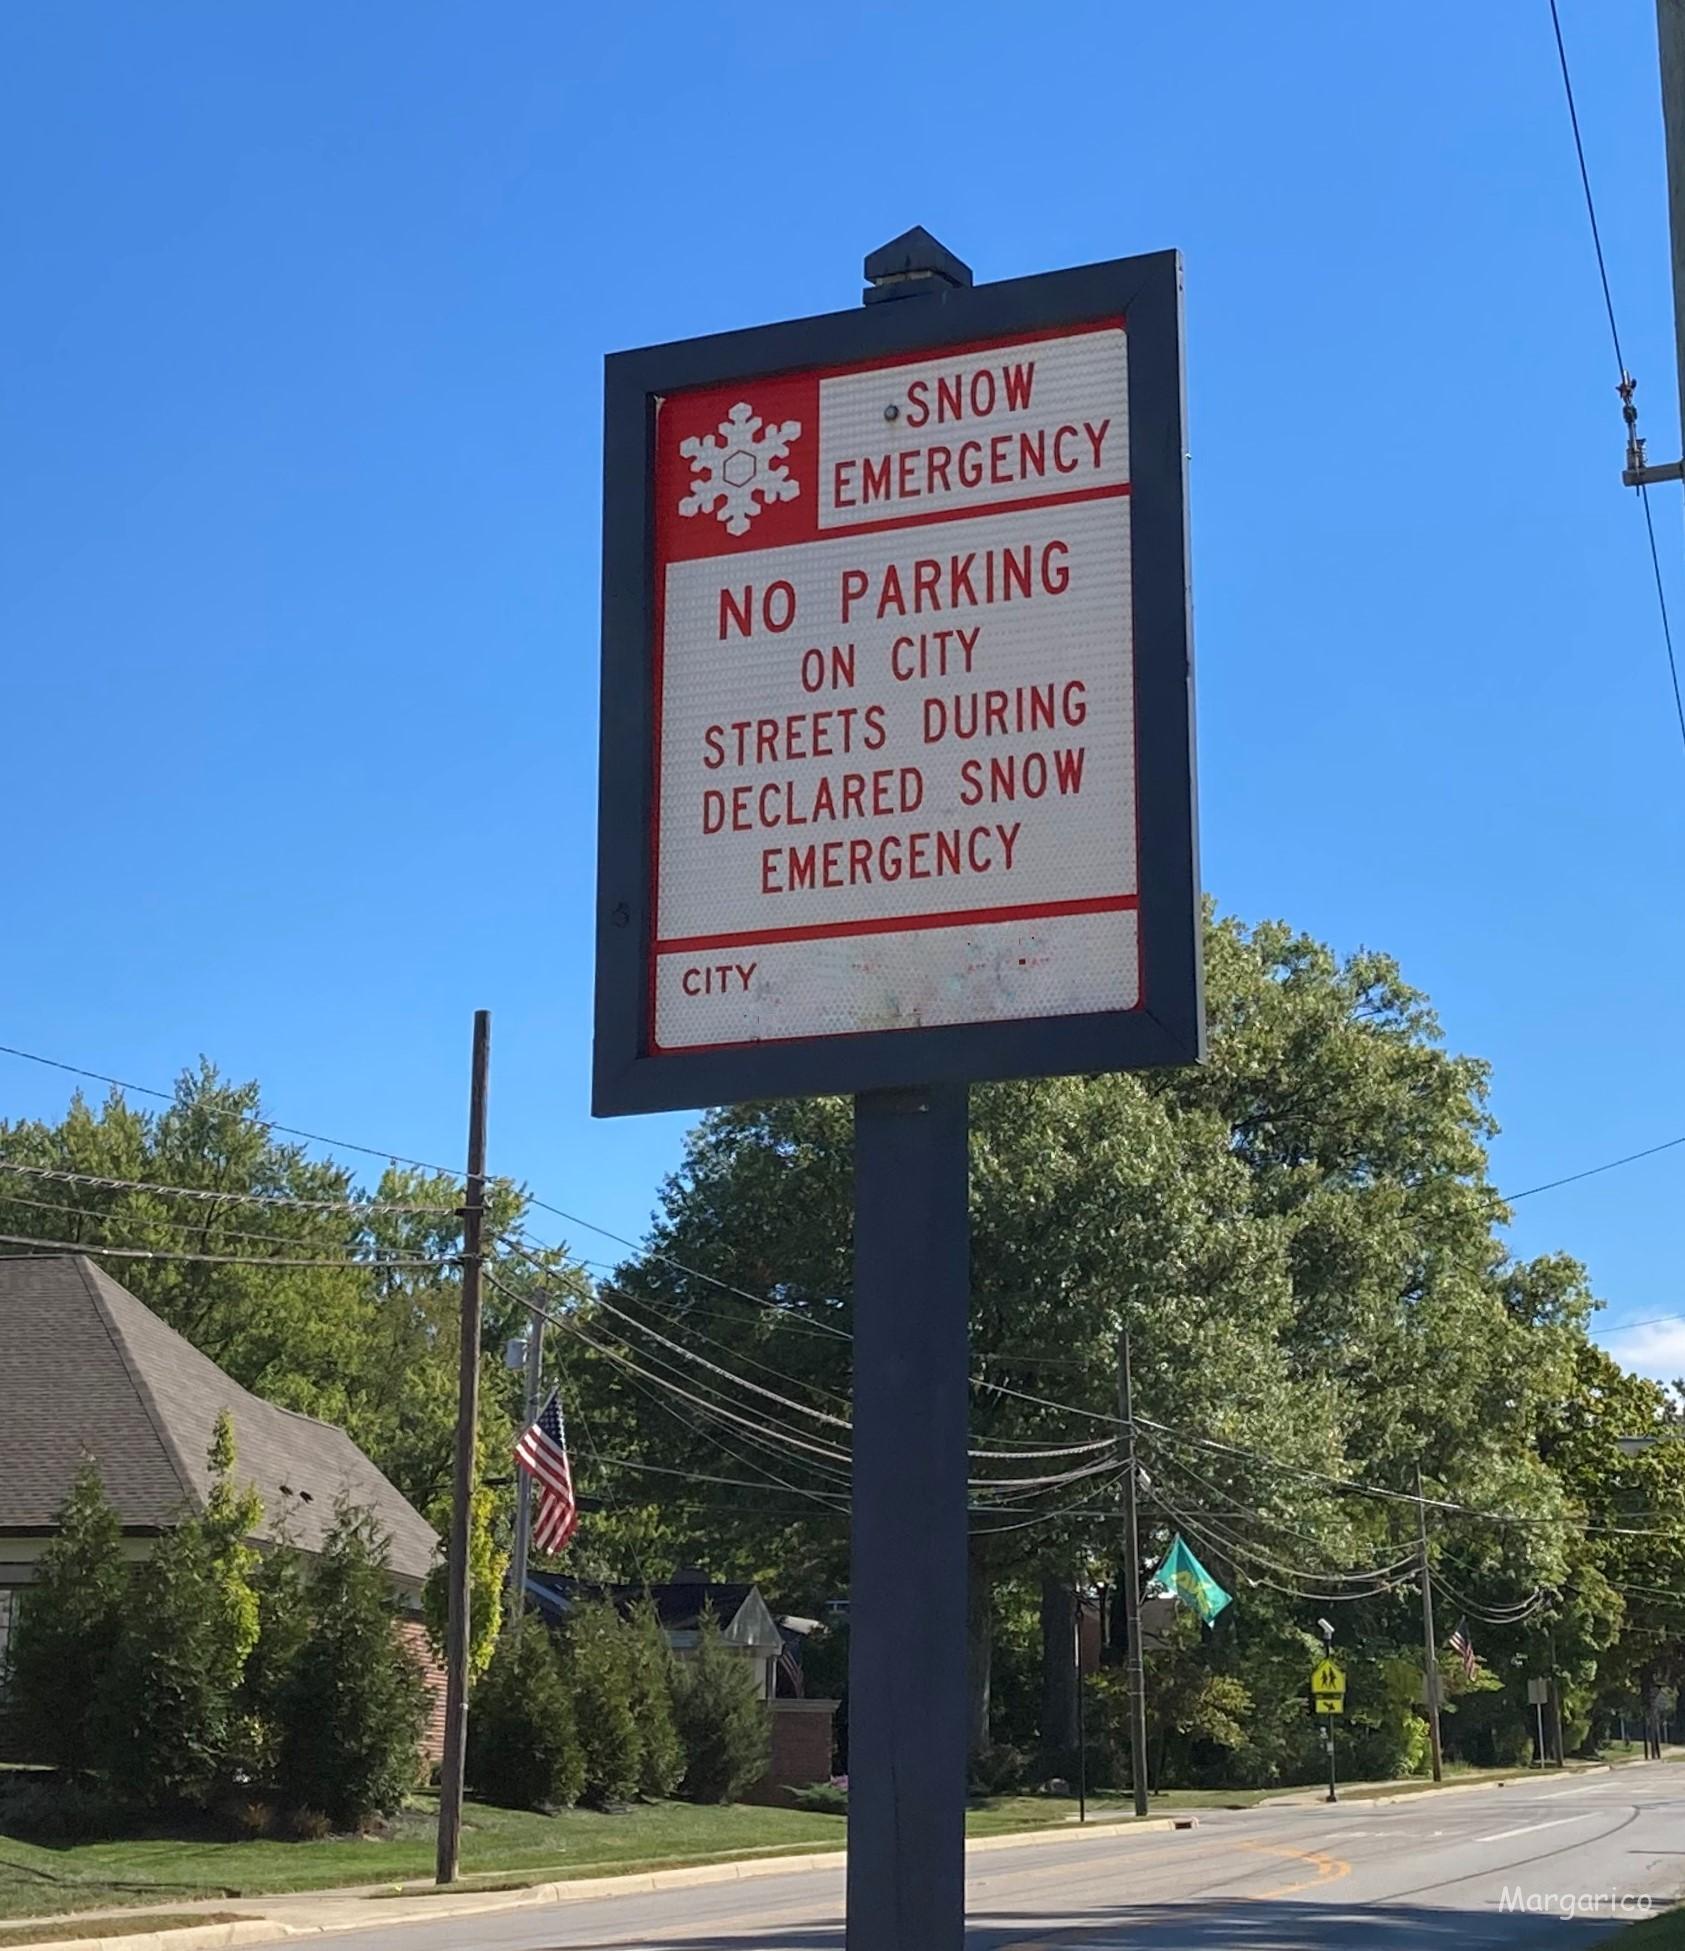 SNOW
EMERGENCY
NO PARKING
ON CITY
STREETS DURING
DECLARED SNOW
EMERGENCY
CITY
Margarico